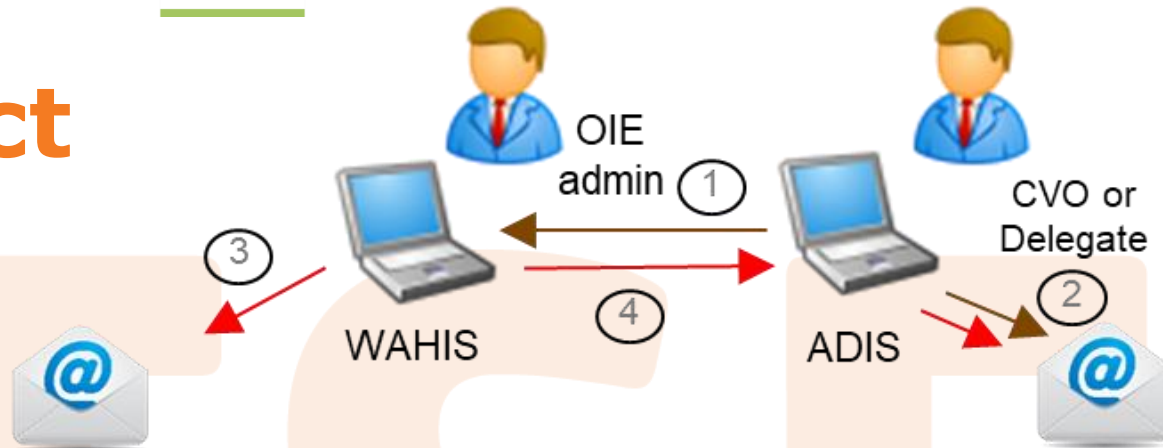 ct
OIE
admin
1
CVO or
Delegate
2
3
4
WAHIS
ADIS
@
@